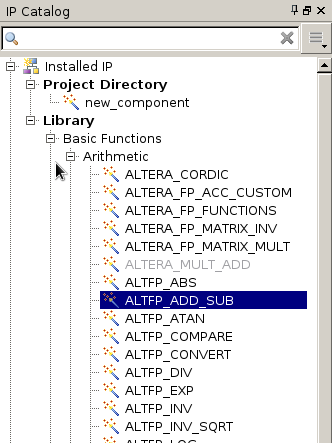 IP Catalog
Installed IP
Project Directory
new_component
Library
Basic Functions
Arithmetic
ALTERA_CORDIC
ALTERA_FP_ACC_CUSTOM
ALTERA_FP_FUNCTIONS
ALTERA_FP_MATRIX_INV
ALTERA_FP_MATRIX_MULT
ALTERA_MULT_ADD
ALTFP_ABS
ALTFP_ADD_SUB
ALTFP_ATAN
ALTFP_COMPARE
ALTFP_CONVERT
ALTFP_DIV
ALTFP_EXP
ALTFP_INV
ALTFP_INV_SQRT